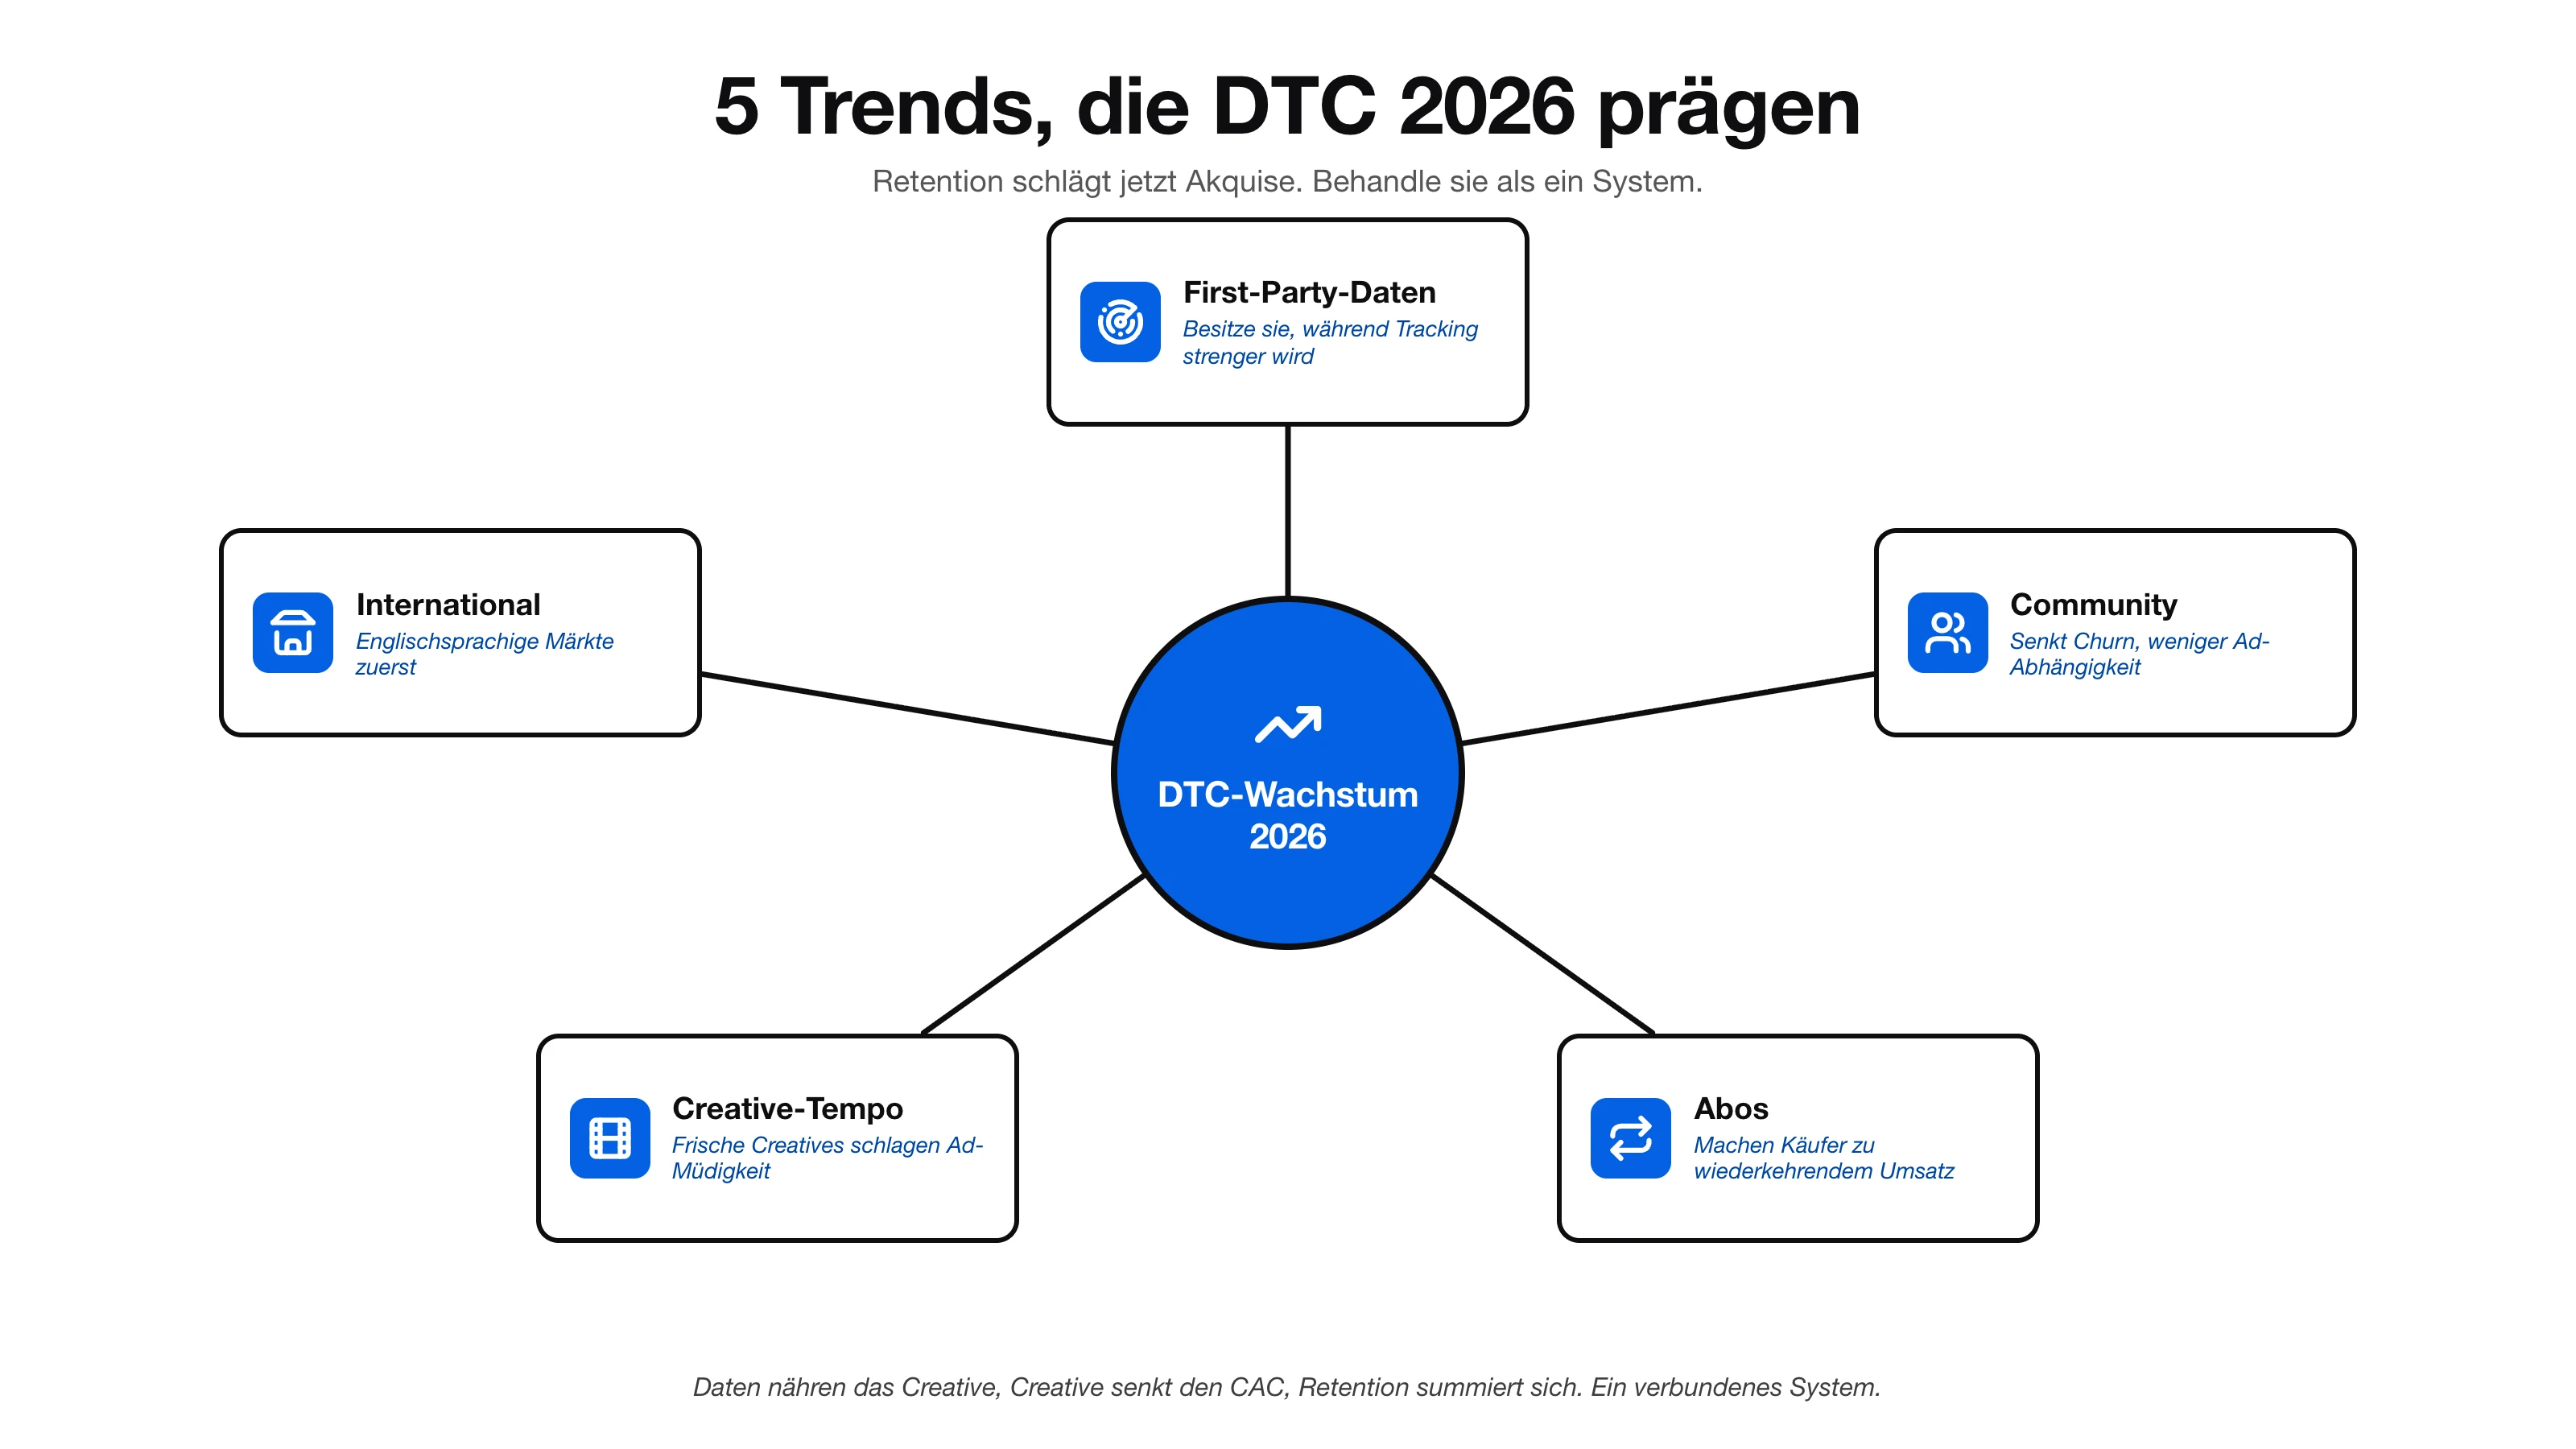 5 Trends, die DTC 2026 prägen
Retention schlägt jetzt Akquise. Behandle sie als ein System.
First-Party-Daten
Besitze sie, während Tracking
strenger wird
International
Englischsprachige Märkte
zuerst
Community
Senkt Churn, weniger Ad-
Abhängigkeit
DTC-Wachstum
2026
Creative-Tempo
Frische Creatives schlagen Ad-
Müdigkeit
Abos
Machen Käufer zu
wiederkehrendem Umsatz
Daten nähren das Creative, Creative senkt den CAC, Retention summiert sich. Ein verbundenes System.